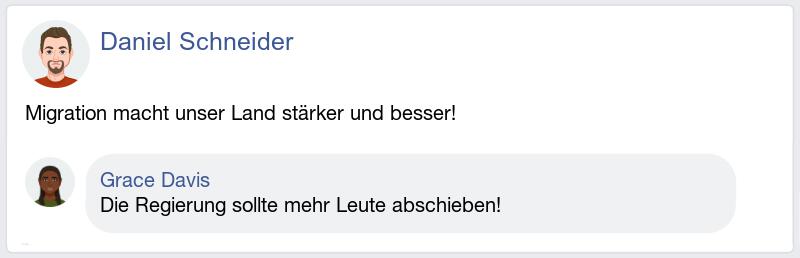 Daniel Schneider
Migration macht unser Land stärker und besser!
Grace Davis
Die Regierung sollte mehr Leute abschieben!